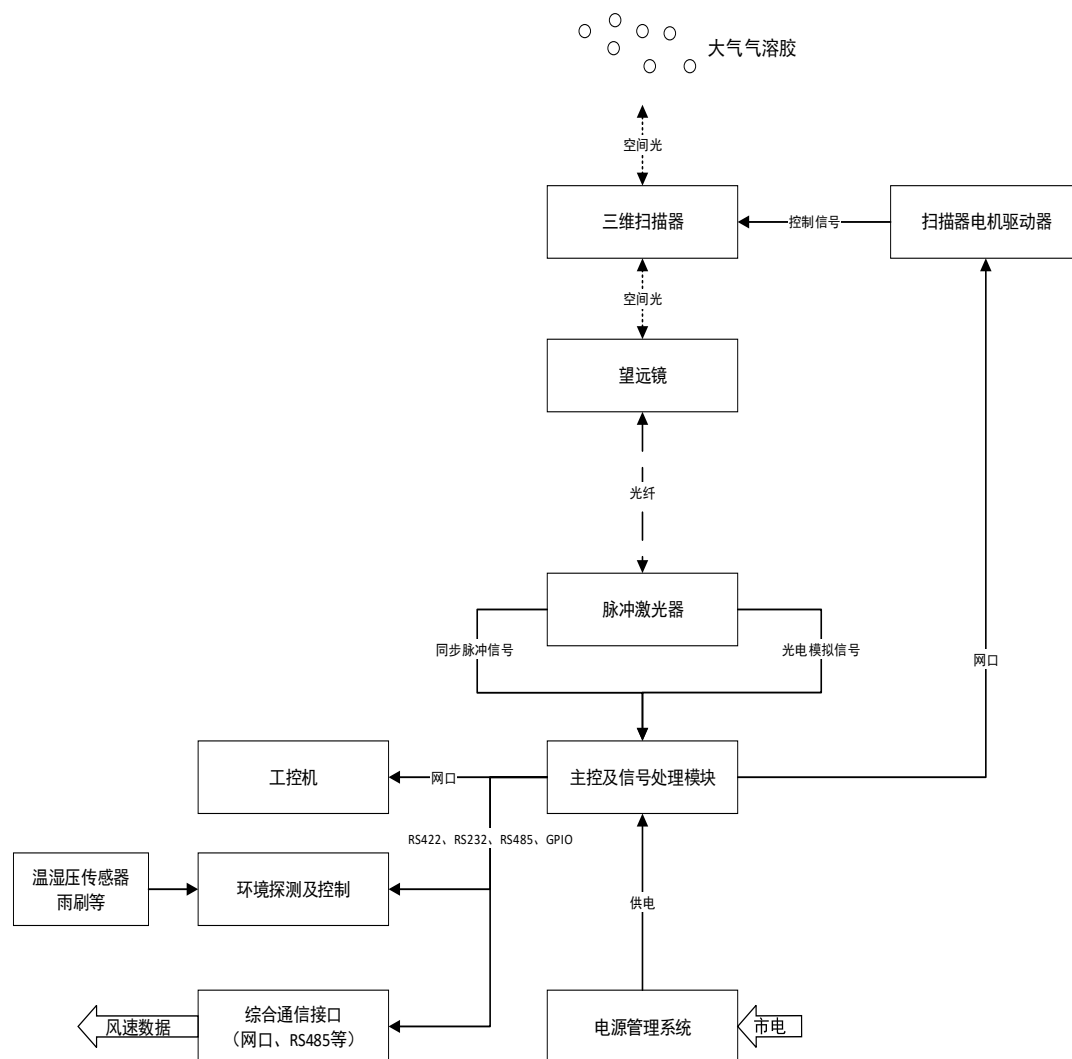 大气气溶胶
空间光
三维扫描器
控制信号
扫描器电机驱动器
空间光
望远镜
光纤
脉冲激光器
同步脉冲信号
光电模拟信号
网口
工控机
网口
主控及信号处理模块
RS422、RS232、RS485、GPIO
温湿压传感器
雨刷等
环境探测及控制
供电
风速数据
综合通信接口
（网口、RS485等）
电源管理系统
市电